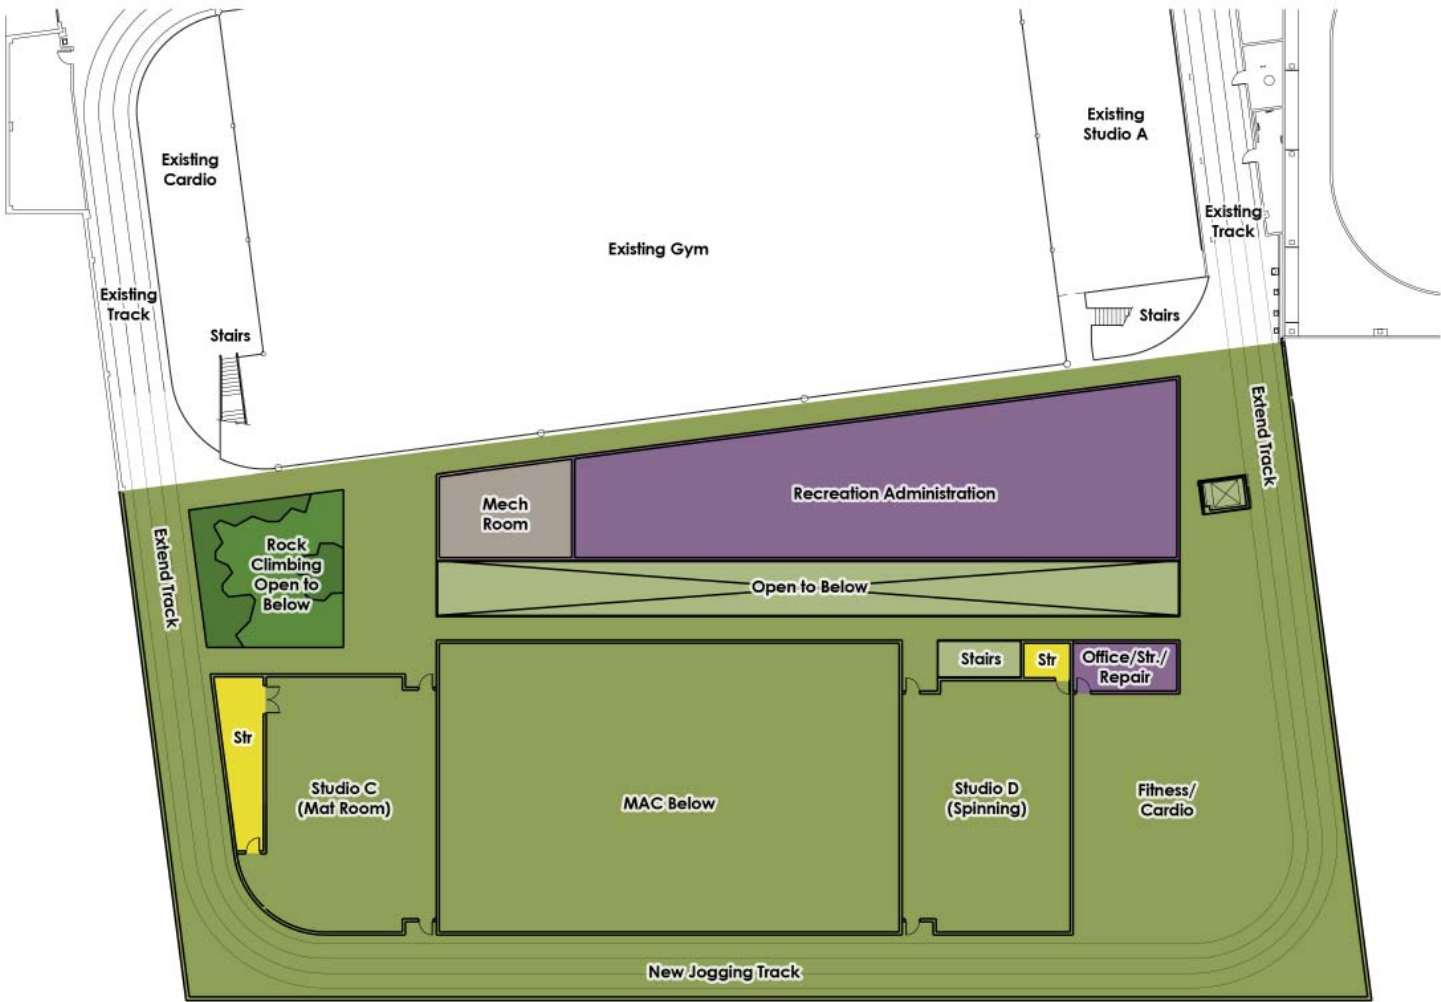 Existing
Cardio
Existing
Studio A
Existing
Track
Existing Gym
Existing
Track
Stairs
Stairs
Extend Track
Mech
Room
Recreation Administration
Extend Track
Rock
Climbing
Open to
Below
Open to Below
Stairs
Str
Office/Str./
Repair
Str
Studio C
(Mat Room)
MAC Below
Studio D
(Spinning)
Fitness/
Cardio
New Jogging Track